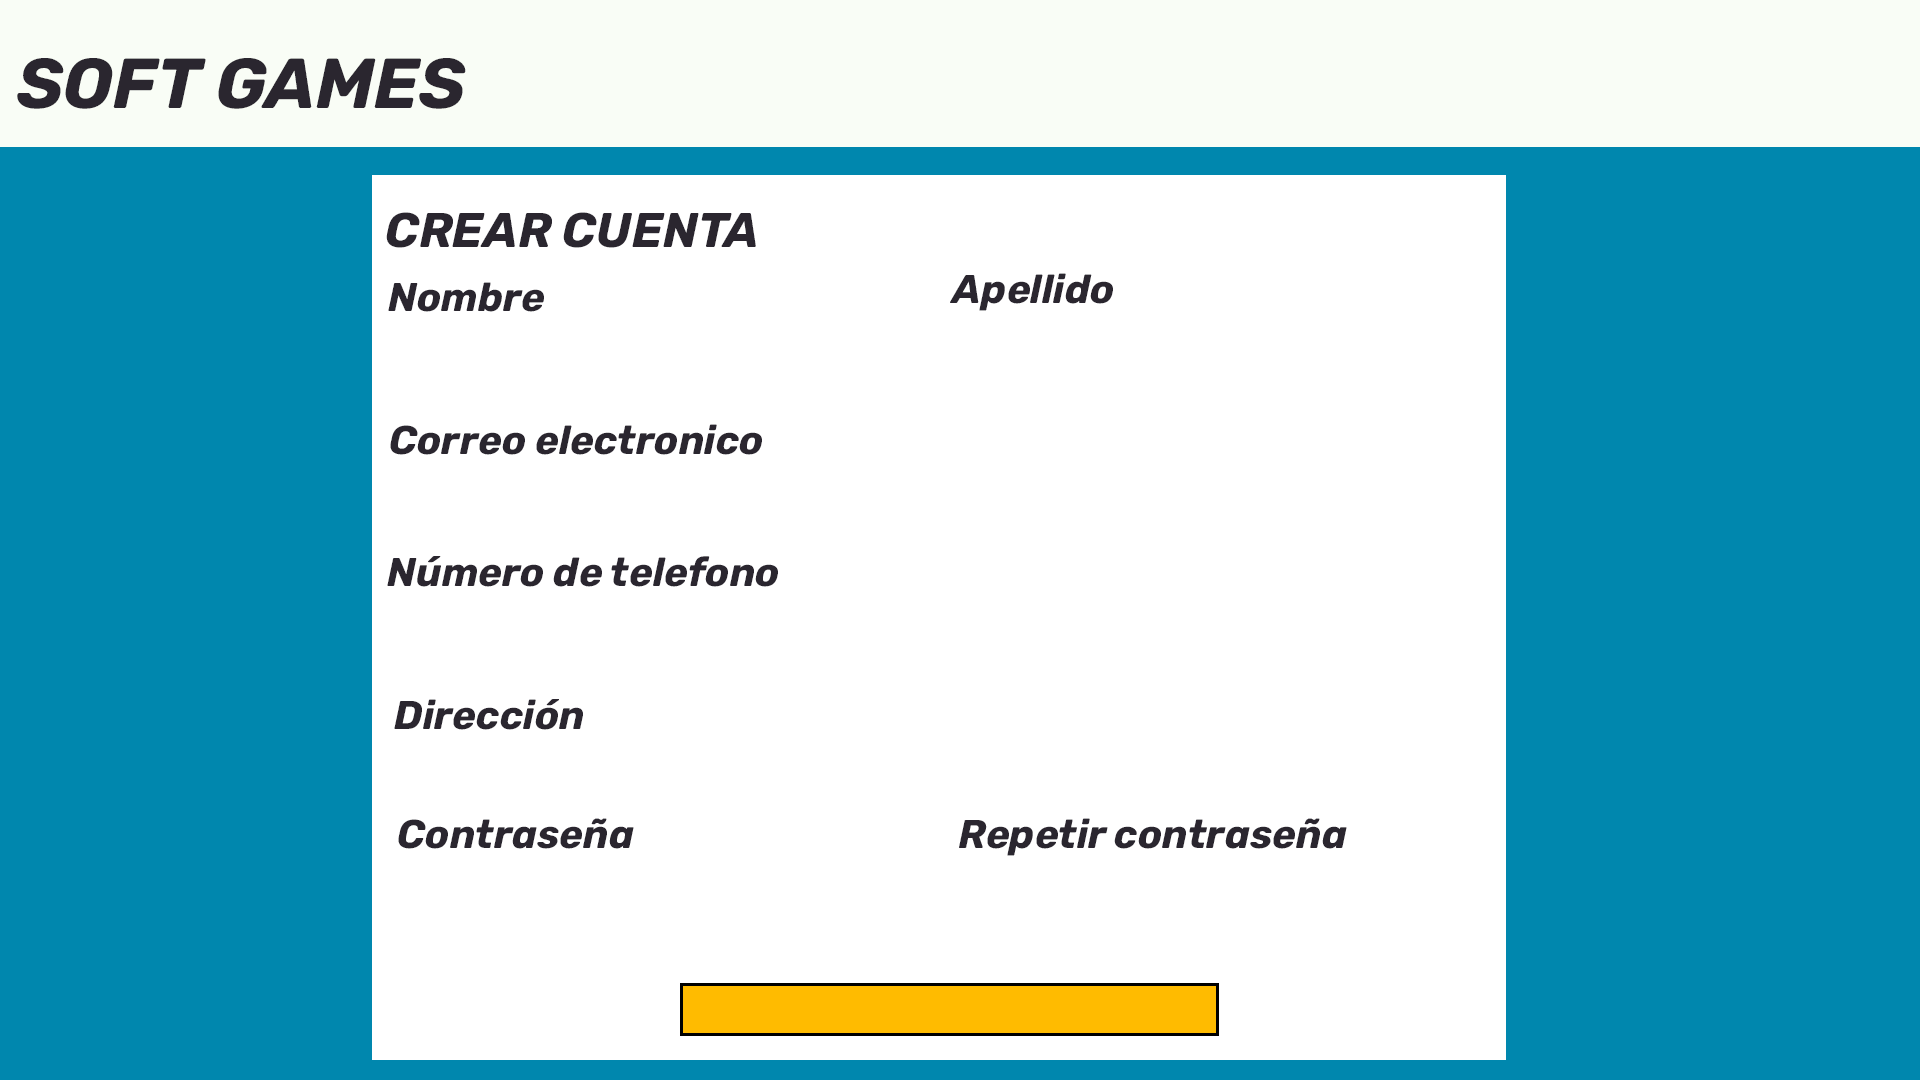 SOFT GAMES
CREAR CUENTA
Nombre
Apellido
Correo electronico
Número de telefono
Dirección
Contraseña
Repetir contraseña